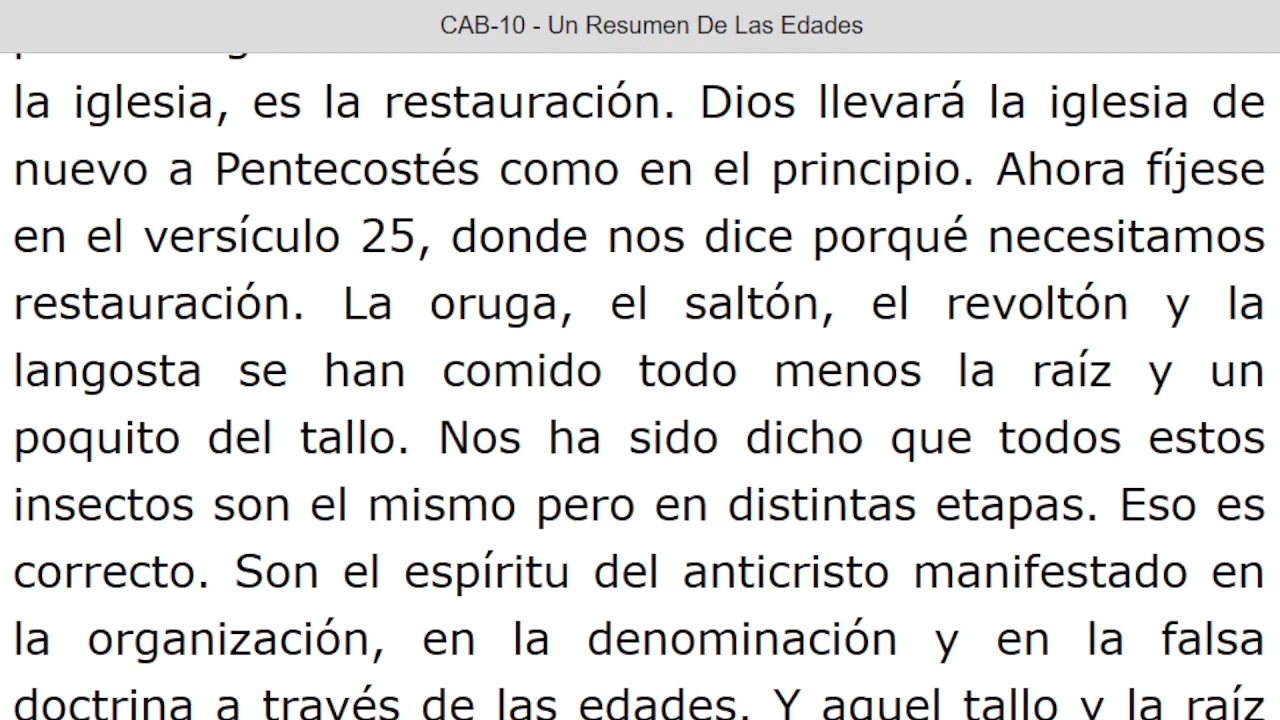 CAB-10 - Un Resumen De Las Edades
la iglesia, es la restauración. Dios llevará la iglesia de
nuevo a Pentecostés como en el principio. Ahora fíjese
en el versículo 25, donde nos dice porqué necesitamos
restauración. La oruga, el saltón, el revoltón y la
langosta se han comido todo menos la raíz y un
poquito del tallo. Nos ha sido dicho que todos estos
insectos son el mismo pero en distintas etapas. Eso es
correcto. Son el espíritu del anticristo manifestado en
la organización, en la denominación y en la falsa
doctrina a través de las edades. Y aquel tallo y la raíz